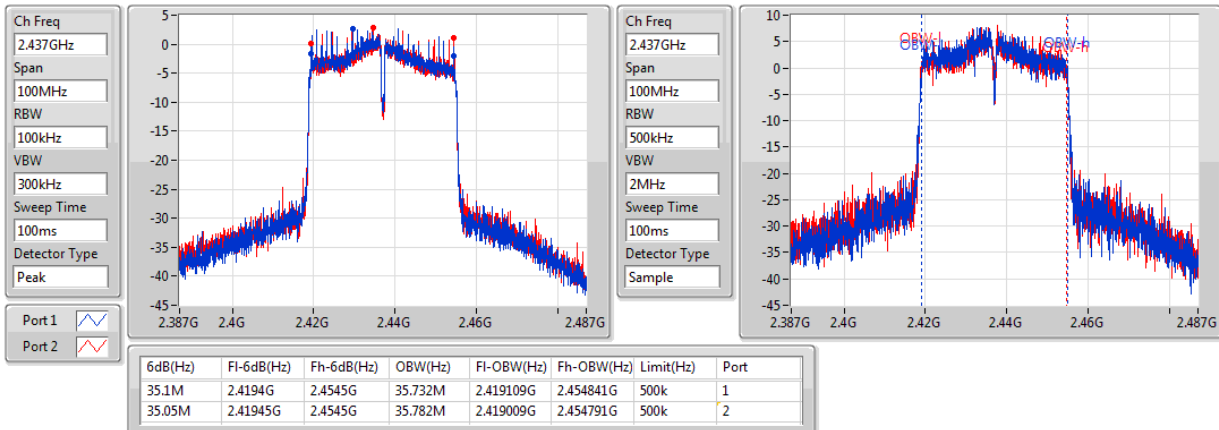 Ch Freq
2.437GHz
Span
100MHz
RBW
100kHz
VBW
300kHz
Sweep Time
100ms
Detector Type
Peak
Port 1
Port 2
5
0
-5
-10
-15
-20
-25
-30
-35
-40
-45
2.387G 2.4G 2.42G 2.44G 2.46G 2.487G
Ch Freq
2.437GHz
Span
100MHz
RBW
500kHz
VBW
2MHz
Sweep Time
100ms
Detector Type
Sample
10
5
0
-5
-10
-15
-20
-25
-30
-35
-40
-45
OBW-l
OBW-h
2.387G 2.4G 2.42G 2.44G 2.46G 2.487G
6dB(Hz) Fl-6dB(Hz) Fh-6dB(Hz) OBW(Hz) Fl-OBW(Hz) Fh-OBW(Hz) Limit(Hz) Port
35.1M 2.4194G 2.4545G 35.732M 2.419109G 2.454841G 500k 1
35.05M 2.41945G 2.4545G 35.782M 2.419009G 2.454791G 500k 2